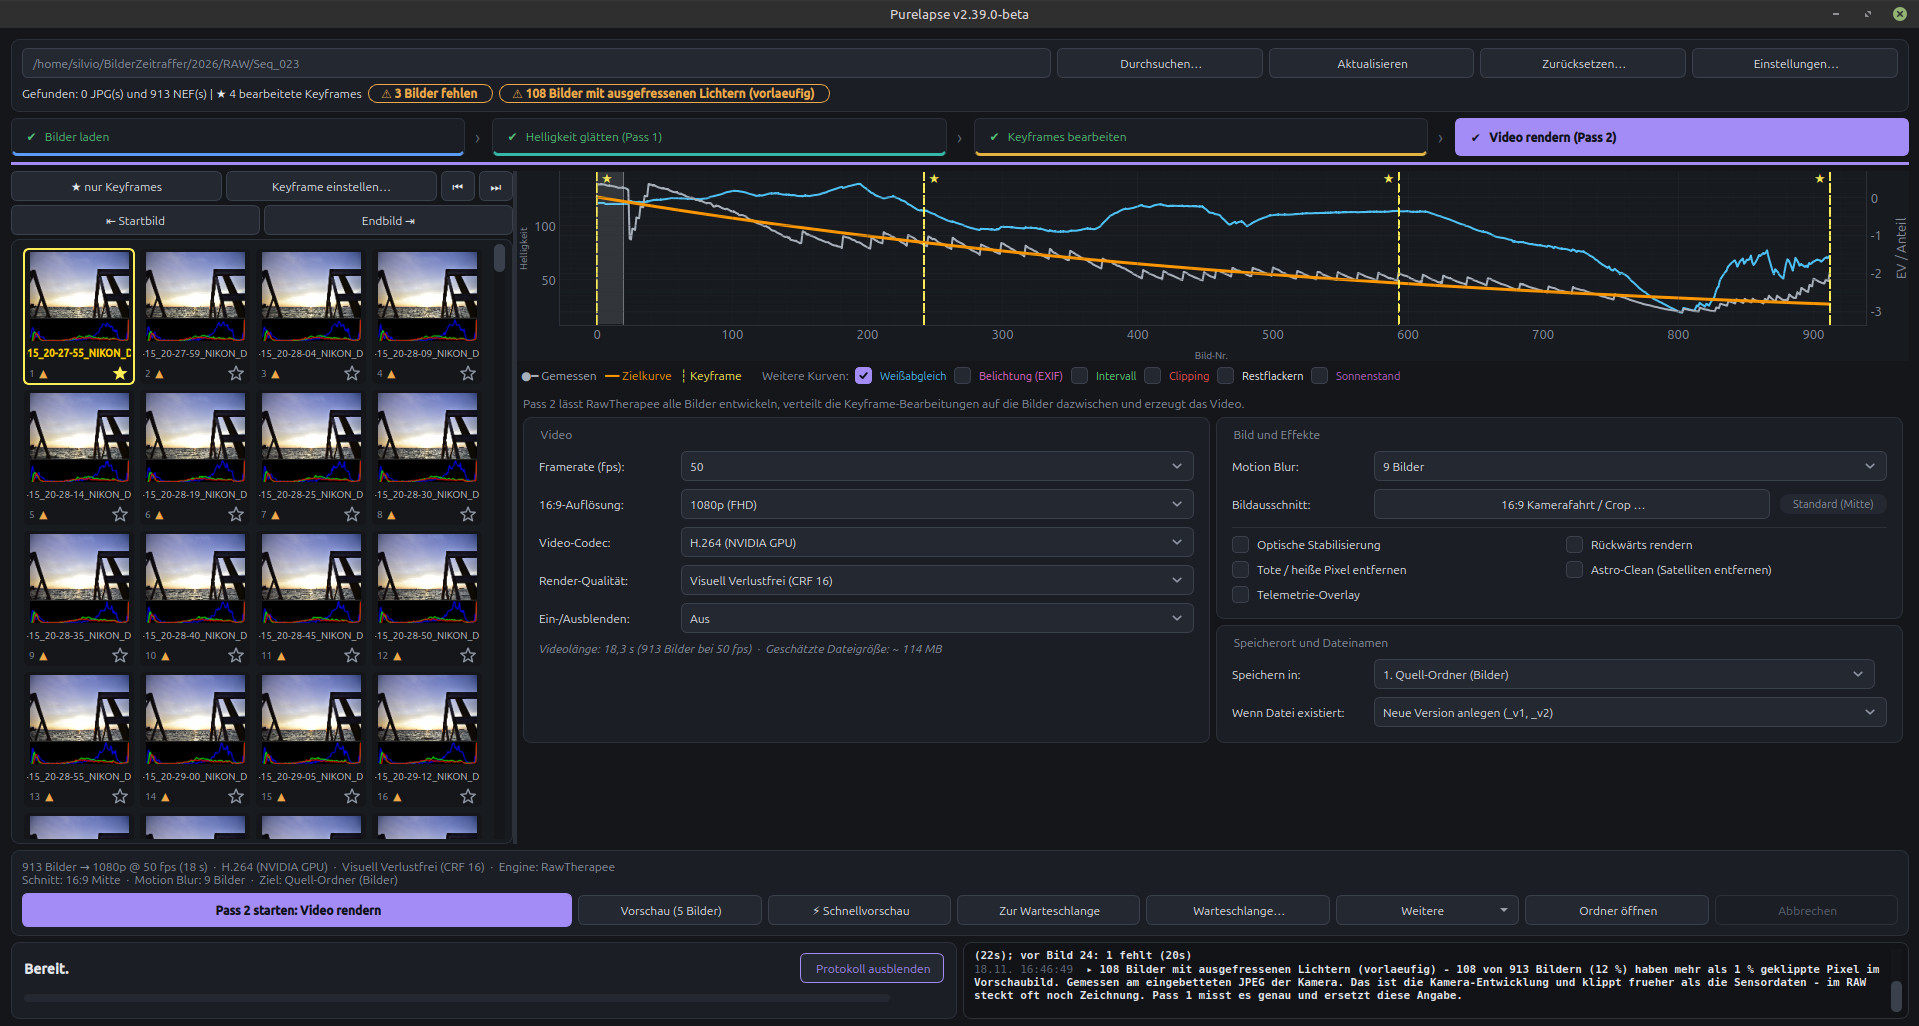 Purelapse v2.39.0-beta
/home/silvio/BilderZeitraffer/2026/RAW/Seq_023
Durchsuchen…
Aktualisieren
Zurücksetzen…
Einstellungen…
Gefunden: 0 JPG(s) und 913 NEF(s) | ★ 4 bearbeitete Keyframes
⚠ 3 Bilder fehlen
⚠ 108 Bilder mit ausgefressenen Lichtern (vorlaeufig)
✔ Bilder laden
✔ Helligkeit glätten (Pass 1)
✔ Keyframes bearbeiten
✔ Video rendern (Pass 2)
★ nur Keyframes
Keyframe einstellen…
Startbild
Endbild
15_20-27-55_NIKON_D
-15_20-27-59_NIKON_D
-15_20-28-04_NIKON_D
-15_20-28-09_NIKON_D
1
2
3
4
-15_20-28-14_NIKON_D
-15_20-28-19_NIKON_D
-15_20-28-25_NIKON_D
-15_20-28-30_NIKON_D
5
6
7
8
-15_20-28-35_NIKON_D
-15_20-28-40_NIKON_D
-15_20-28-45_NIKON_D
-15_20-28-50_NIKON_D
9
10
11
12
-15_20-28-55_NIKON_D
-15_20-29-00_NIKON_D
-15_20-29-05_NIKON_D
-15_20-29-12_NIKON_D
13
14
15
16
Helligkeit
100
50
0
-1
-2
-3
EV / Anteil
0
100
200
300
400
500
600
700
800
900
Bild-Nr.
Gemessen
Zielkurve
Keyframe
Weitere Kurven:
Weißabgleich
Belichtung (EXIF)
Intervall
Clipping
Restflackern
Sonnenstand
Pass 2 lässt RawTherapee alle Bilder entwickeln, verteilt die Keyframe-Bearbeitungen auf die Bilder dazwischen und erzeugt das Video.
Video
Framerate (fps):
50
16:9-Auflösung:
1080p (FHD)
Video-Codec:
H.264 (NVIDIA GPU)
Render-Qualität:
Visuell Verlustfrei (CRF 16)
Ein-/Ausblenden:
Aus
Videolänge: 18,3 s (913 Bilder bei 50 fps) · Geschätzte Dateigröße: ~ 114 MB
Bild und Effekte
Motion Blur:
9 Bilder
Bildausschnitt:
16:9 Kamerafahrt / Crop …
Standard (Mitte)
Optische Stabilisierung
Rückwärts rendern
Tote / heiße Pixel entfernen
Astro-Clean (Satelliten entfernen)
Telemetrie-Overlay
Speicherort und Dateinamen
Speichern in:
1. Quell-Ordner (Bilder)
Wenn Datei existiert:
Neue Version anlegen (_v1, _v2)
913 Bilder → 1080p @ 50 fps (18 s) · H.264 (NVIDIA GPU) · Visuell Verlustfrei (CRF 16) · Engine: RawTherapee
Schnitt: 16:9 Mitte · Motion Blur: 9 Bilder · Ziel: Quell-Ordner (Bilder)
Pass 2 starten: Video rendern
Vorschau (5 Bilder)
⚡ Schnellvorschau
Zur Warteschlange
Warteschlange…
Weitere
Ordner öffnen
Abbrechen
Bereit.
Protokoll ausblenden
(22s); vor Bild 24: 1 fehlt (20s)
18.11. 16:46:49 ▸ 108 Bilder mit ausgefressenen Lichtern (vorlaeufig) - 108 von 913 Bildern (12 %) haben mehr als 1 % geklippte Pixel im
Vorschaubild. Gemessen am eingebetteten JPEG der Kamera. Das ist die Kamera-Entwicklung und klippt frueher als die Sensordaten - im RAW
steckt oft noch Zeichnung. Pass 1 misst es genau und ersetzt diese Angabe.